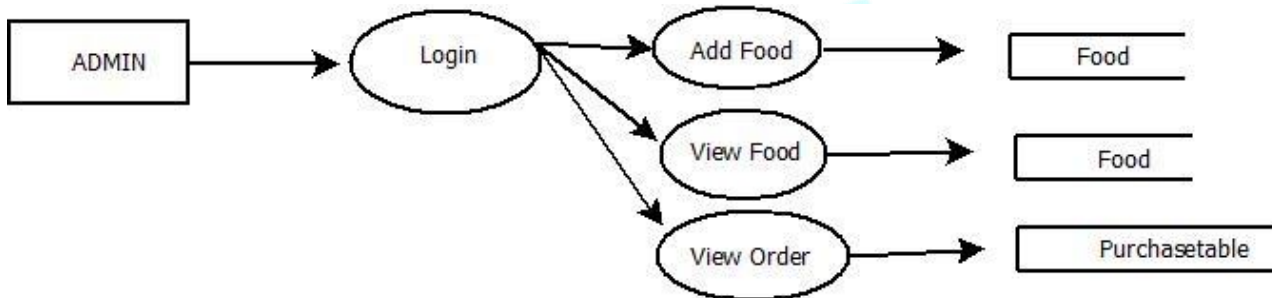 ADMIN
Login
Add Food
Food
View Food
Food
View Order
Purchasetable